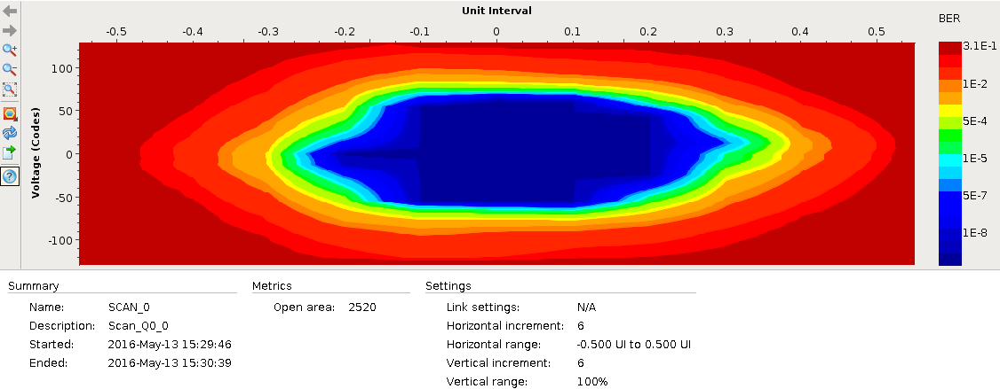 Unit Interval
BER
-0.5 -0.4 -0.3 -0.2 -0.1 0 0.1 0.2 0.3 0.4 0.5
Voltage (Codes)
100
50
0
-50
-100
3.1E-1
1E-2
5E-4
1E-5
5E-7
1E-8
Summary
Name: SCAN_0
Description: Scan_Q0_0
Started: 2016-May-13 15:29:46
Ended: 2016-May-13 15:30:39
Metrics
Open area: 2520
Settings
Link settings: N/A
Horizontal increment: 6
Horizontal range: -0.500 UI to 0.500 UI
Vertical increment: 6
Vertical range: 100%